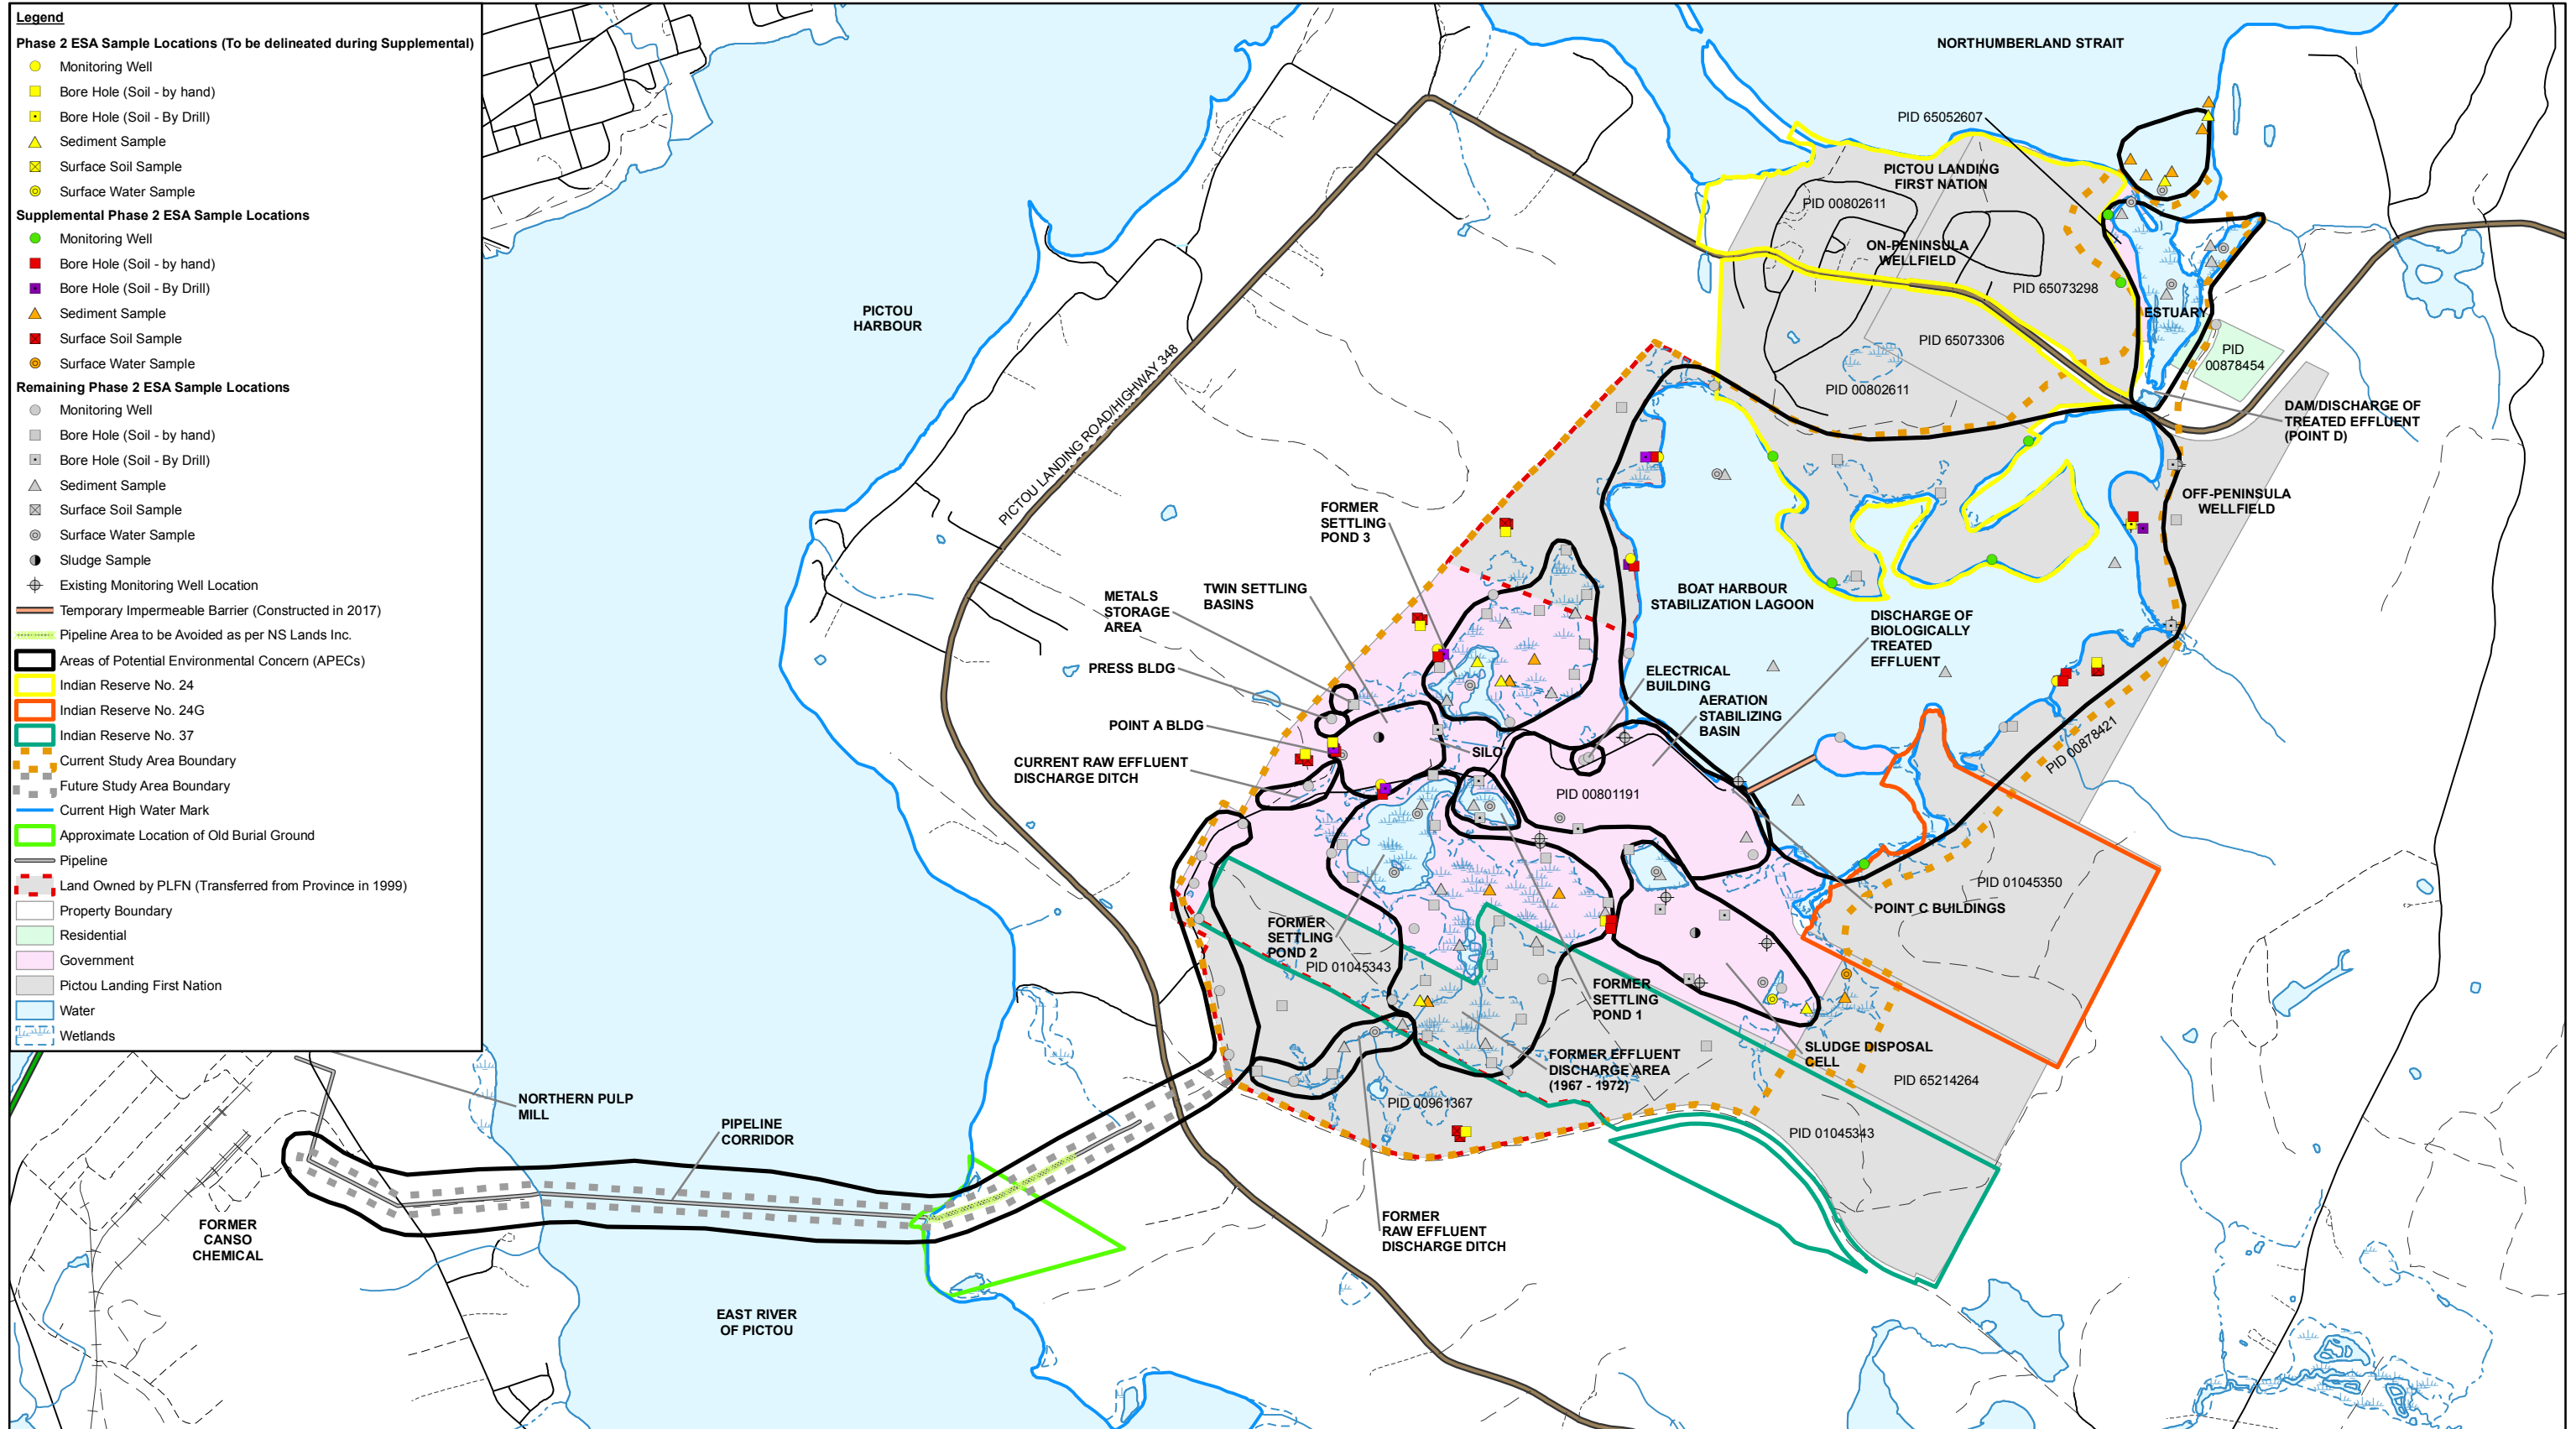 Legend
Phase 2 ESA Sample Locations (To be delineated during Supplemental)
Monitoring Well
Bore Hole (Soil - by hand)
Bore Hole (Soil - By Drill)
Sediment Sample
Surface Soil Sample
Surface Water Sample
Supplemental Phase 2 ESA Sample Locations
Monitoring Well
Bore Hole (Soil - by hand)
Bore Hole (Soil - By Drill)
Sediment Sample
Surface Soil Sample
Surface Water Sample
Remaining Phase 2 ESA Sample Locations
Monitoring Well
Bore Hole (Soil - by hand)
Bore Hole (Soil - By Drill)
Sediment Sample
Surface Soil Sample
Surface Water Sample
Sludge Sample
Existing Monitoring Well Location
Temporary Impermeable Barrier (Constructed in 2017)
Pipeline Area to be Avoided as per NS Lands Inc.
Areas of Potential Environmental Concern (APECs)
Indian Reserve No. 24
Indian Reserve No. 24G
Indian Reserve No. 37
Current Study Area Boundary
Future Study Area Boundary
Current High Water Mark
Approximate Location of Old Burial Ground
Pipeline
Land Owned by PLFN (Transferred from Province in 1999)
Property Boundary
Residential
Government
Pictou Landing First Nation
Water
Wetlands
NORTHUMBERLAND STRAIT
PID 65052607
PICTOU LANDING
FIRST NATION
PID 00802611
ON-PENINSULA
WELLFIELD
PID 65073298
ESTUARY
PID 65073306
PID
00878454
PID 00802611
DAM/DISCHARGE OF
TREATED EFFLUENT
(POINT D)
PICTOU
HARBOUR
PICTOU LANDING ROAD/HIGHWAY 348
OFF-PENINSULA
WELLFIELD
FORMER
SETTLING
POND 3
TWIN SETTLING
BASINS
METALS
STORAGE
AREA
PRESS BLDG
POINT A BLDG
CURRENT RAW EFFLUENT
DISCHARGE DITCH
BOAT HARBOUR
STABILIZATION LAGOON
DISCHARGE OF
BIOLOGICALLY
TREATED
EFFLUENT
ELECTRICAL
BUILDING
AERATION
STABILIZING
BASIN
SILO
PID 00801191
PID 00878421
PID 01045350
POINT C BUILDINGS
FORMER
SETTLING
POND 2
PID 01045343
FORMER
SETTLING
POND 1
SLUDGE DISPOSAL
CELL
FORMER EFFLUENT
DISCHARGE AREA
(1967 - 1972)
PID 65214264
PID 00961367
PID 01045343
NORTHERN PULP
MILL
PIPELINE
CORRIDOR
FORMER
CANSO
CHEMICAL
FORMER
RAW EFFLUENT
DISCHARGE DITCH
EAST RIVER
OF PICTOU